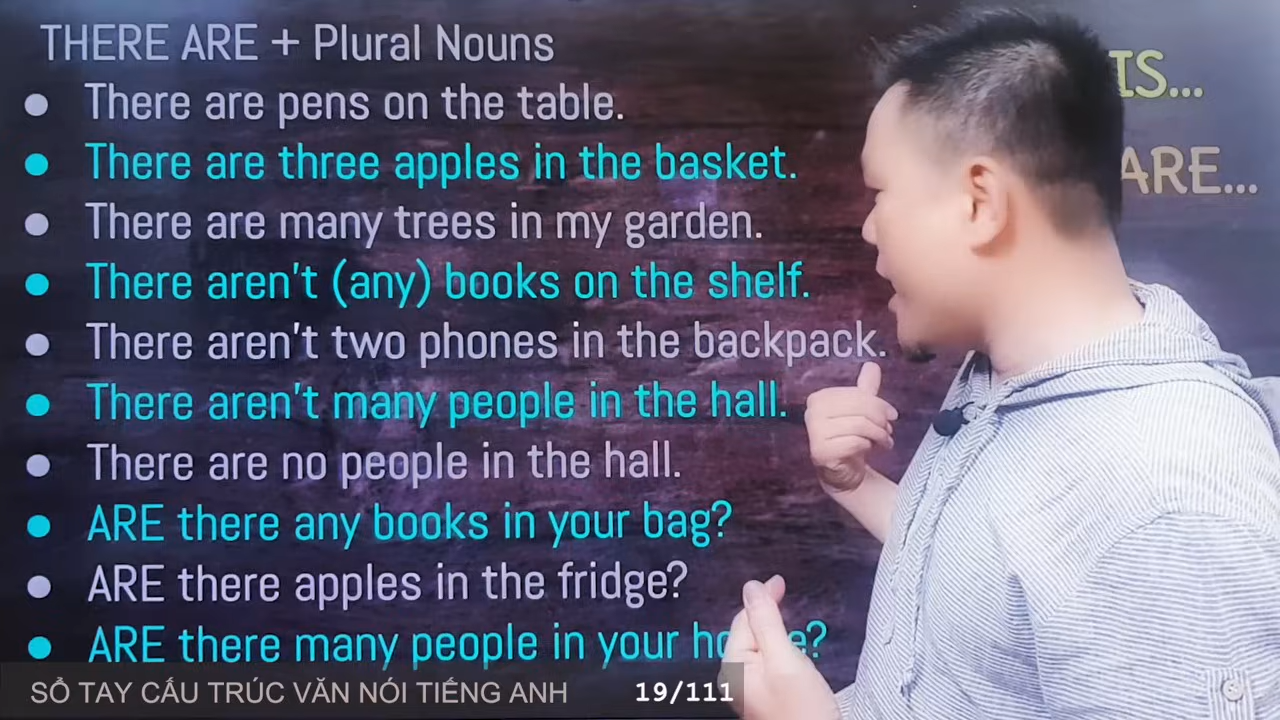 THERE ARE + Plural Nouns
IS...
ARE...
There are pens on the table.
There are three apples in the basket.
There are many trees in my garden.
There aren't (any) books on the shelf.
There aren't two phones in the backpack.
There aren't many people in the hall.
There are no people in the hall.
ARE there any books in your bag?
ARE there apples in the fridge?
ARE there many people in your
SỔ TAY CẤU TRÚC VĂN NÓI TIẾNG ANH 19/111